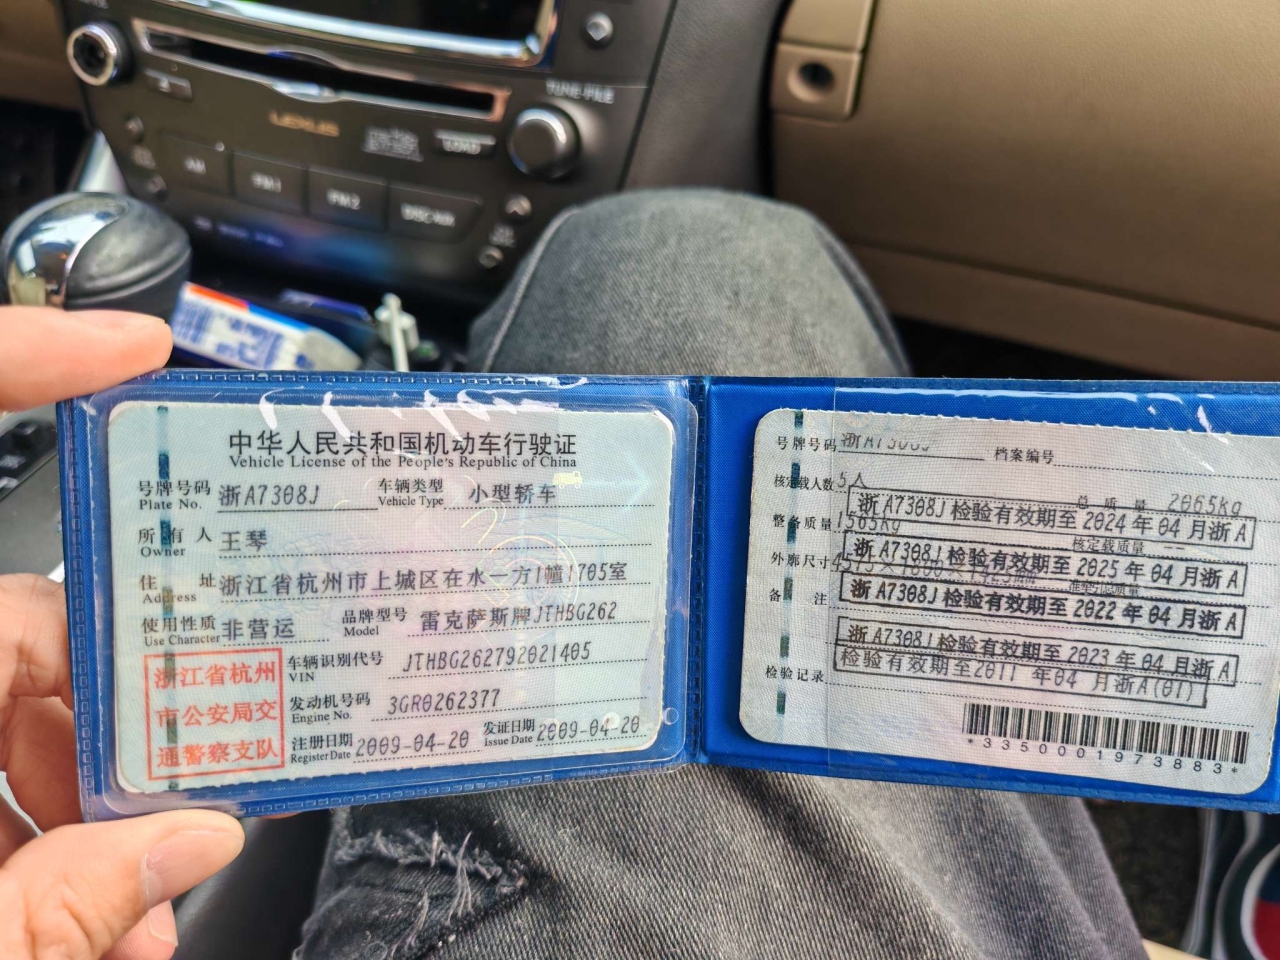 TUNE·FILE
LEXUS
LOAD
AM
FM1
FM2
DISC·AUX
中华人民共和国机动车行驶证
Vehicle License of the People's Republic of China
号牌号码 浙A7308J 车辆类型 小型轿车
Plate No. Vehicle Type
所有人 王琴
Owner
住址 浙江省杭州市上城区在水一方1幢1705室
Address
使用性质 非营运 品牌型号 雷克萨斯牌JTHBG262
Use Character Model
浙江省杭州
市公安局交
通警察支队
车辆识别代号 JTHBG262792021405
VIN
发动机号码 3GR0262377
Engine No.
注册日期 2009-04-20 发证日期 2009-04-20
Register Date Issue Date
号牌号码 浙A7308J 档案编号
核定载人数 5人 总质量 2065kg
浙A7308J检验有效期至2024年04月浙A
整备质量 1565kg 核定载质量 --
浙A7308J检验有效期至2025年04月浙A
外廓尺寸
浙A7308J检验有效期至2022年04月浙A
备注
浙A7308J检验有效期至2023年04月浙A
检验记录 检验有效期至2011年04月浙A(01)
*3350001973883*